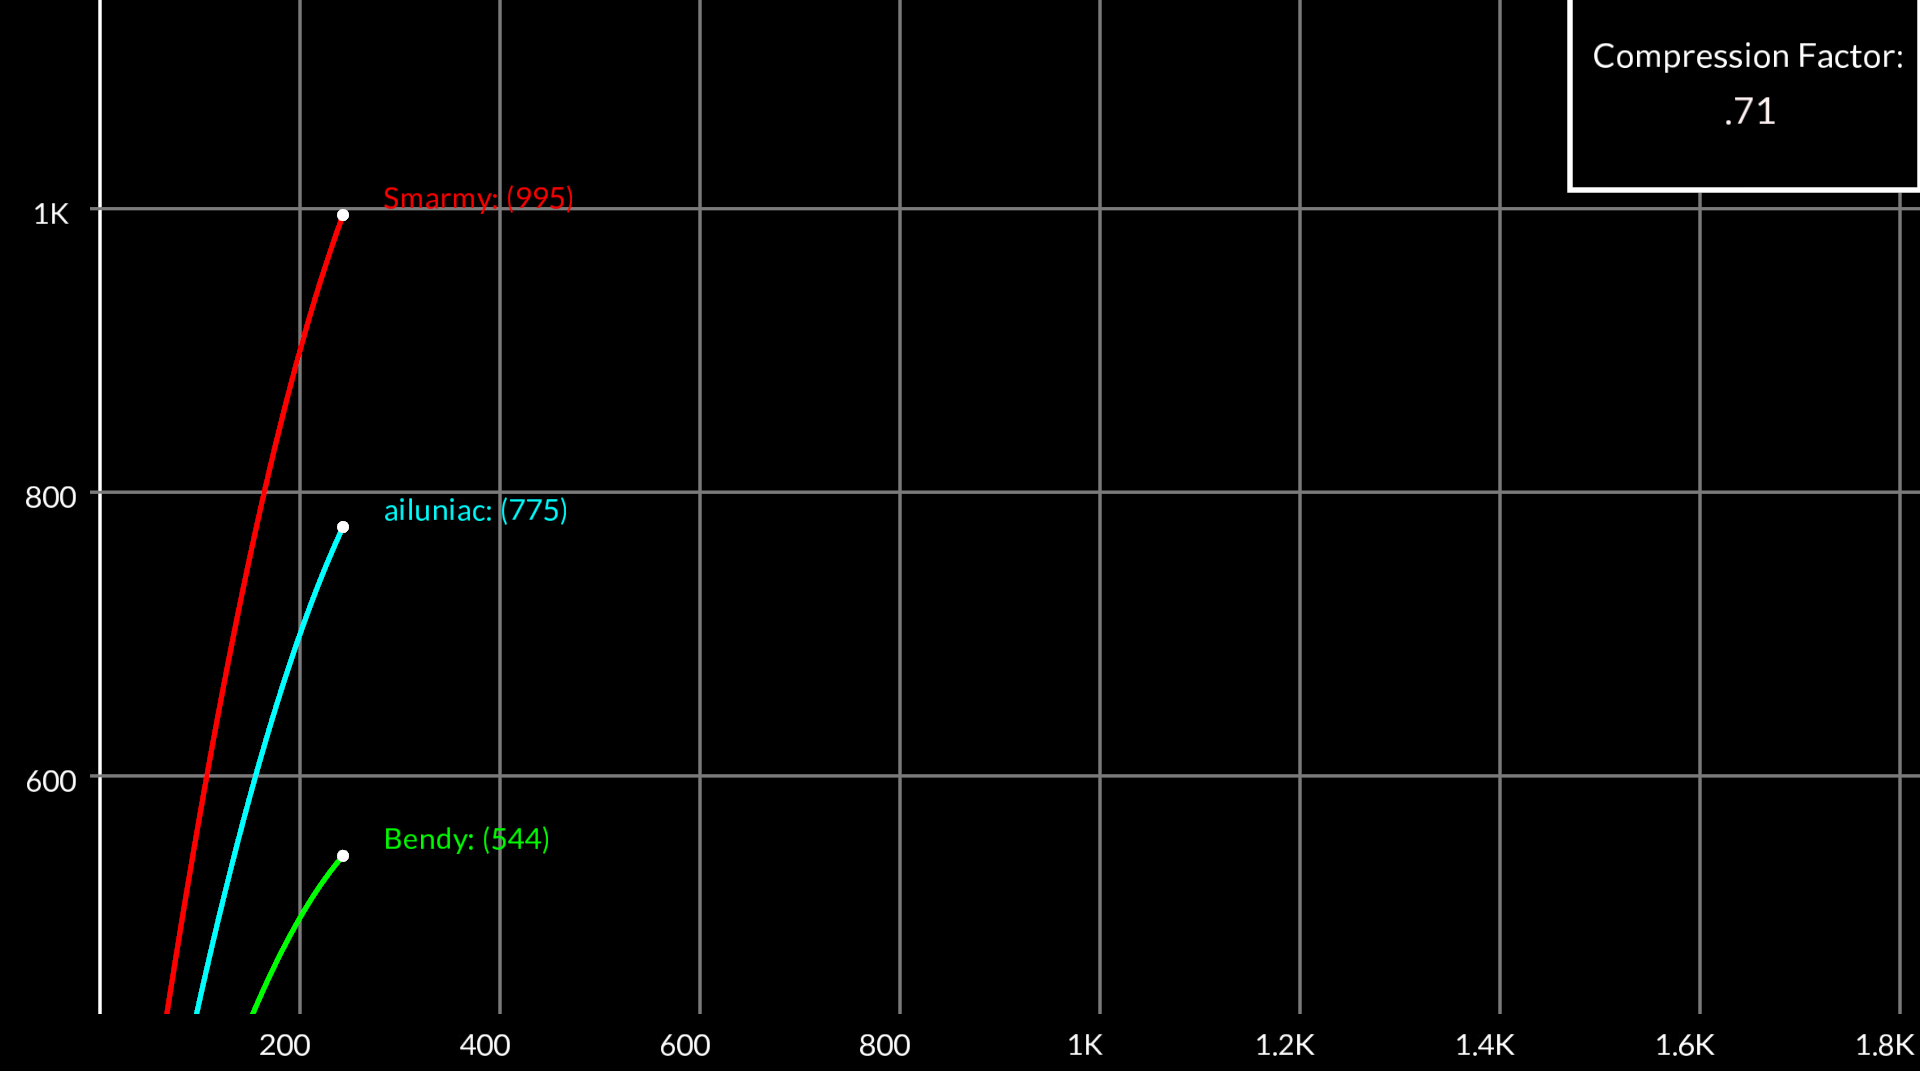 Compression Factor:
.71
Smarmy: (995)
1K
ailuniac: (775)
800
600
Bendy: (544)
200 400 600 800 1K 1.2K 1.4K 1.6K 1.8K